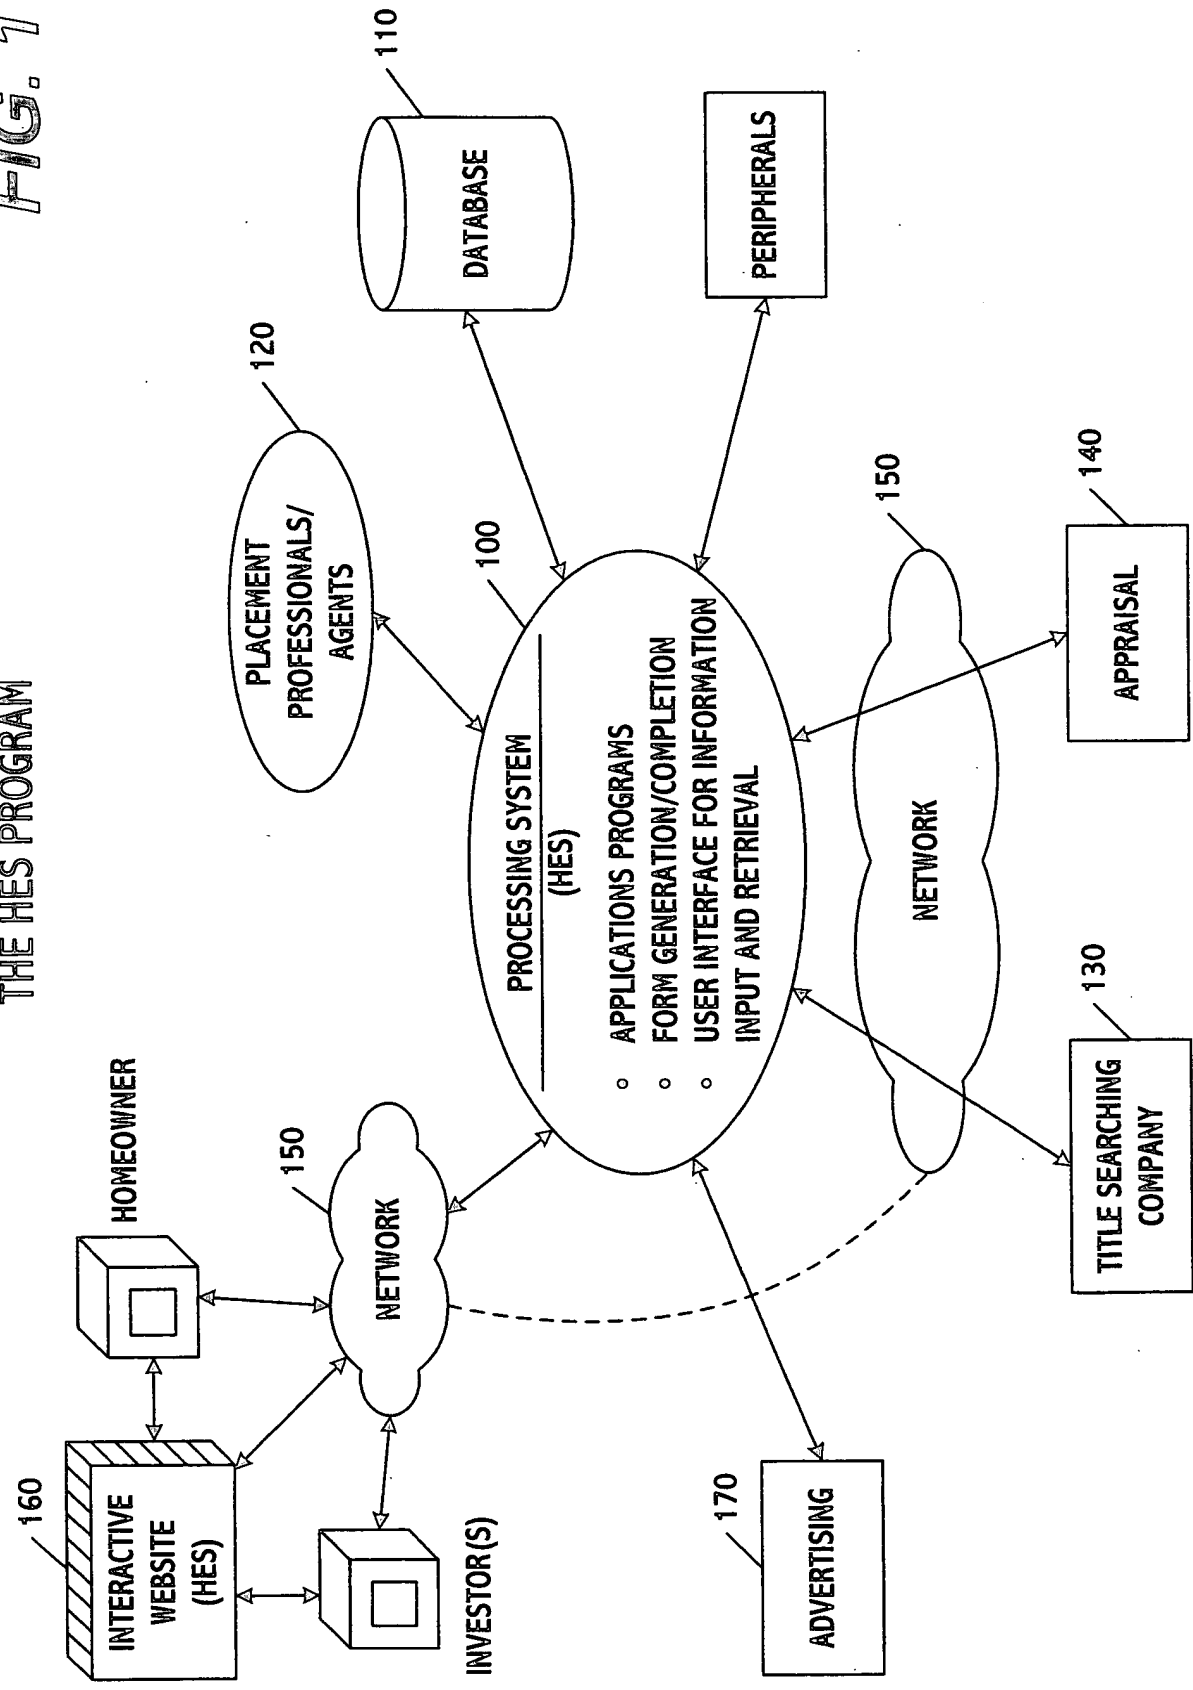 THE HES PROGRAM
FIG. 1
160
INTERACTIVE
WEBSITE
(HES)
HOMEOWNER
INVESTOR(S)
150
NETWORK
120
PLACEMENT
PROFESSIONALS/
AGENTS
110
DATABASE
100
PROCESSING SYSTEM
(HES)
APPLICATIONS PROGRAMS
FORM GENERATION/COMPLETION
USER INTERFACE FOR INFORMATION
INPUT AND RETRIEVAL
PERIPHERALS
170
ADVERTISING
150
NETWORK
130
TITLE SEARCHING
COMPANY
140
APPRAISAL